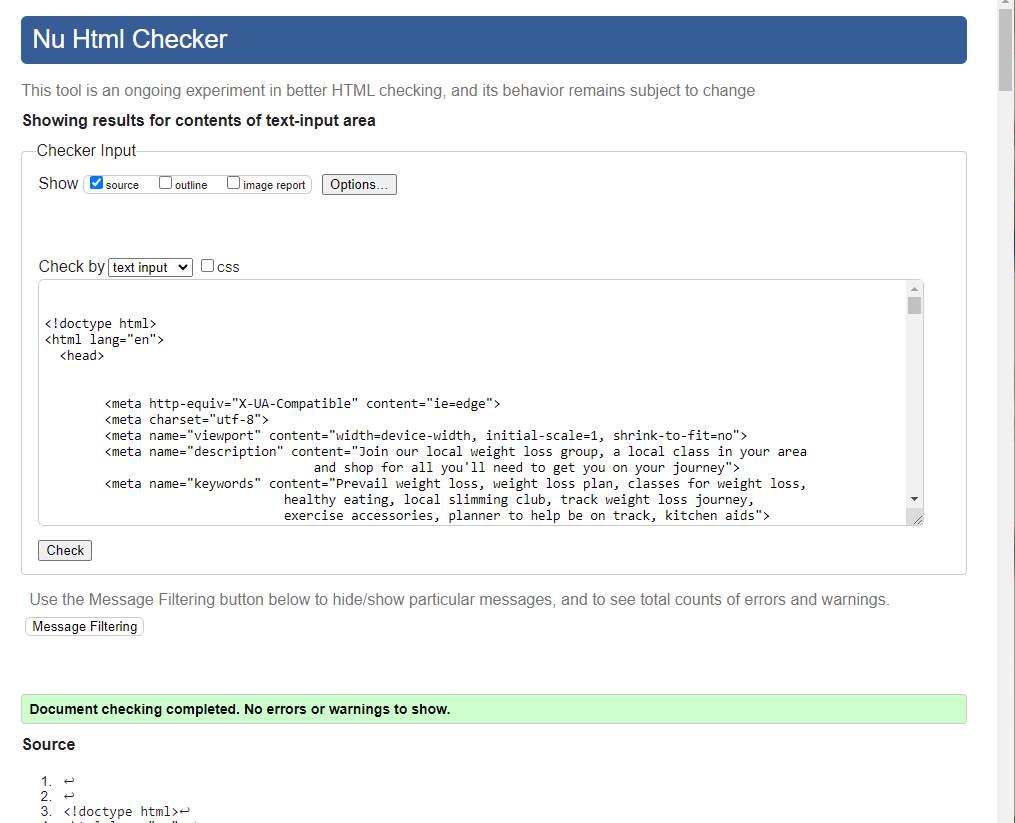 Nu Html Checker
This tool is an ongoing experiment in better HTML checking, and its behavior remains subject to change
Showing results for contents of text-input area
Checker Input
Show source outline image report Options...
Check by text input css
<!doctype html>
<html lang="en">
<head>
<meta http-equiv="X-UA-Compatible" content="ie=edge">
<meta charset="utf-8">
<meta name="viewport" content="width=device-width, initial-scale=1, shrink-to-fit=no">
<meta name="description" content="Join our local weight loss group, a local class in your area
and shop for all you'll need to get you on your journey">
<meta name="keywords" content="Prevail weight loss, weight loss plan, classes for weight loss,
healthy eating, local slimming club, track weight loss journey,
exercise accessories, planner to help be on track, kitchen aids">
Check
Use the Message Filtering button below to hide/show particular messages, and to see total counts of errors and warnings.
Message Filtering
Document checking completed. No errors or warnings to show.
Source
1. ↩
2. ↩
3. <!doctype html>↩